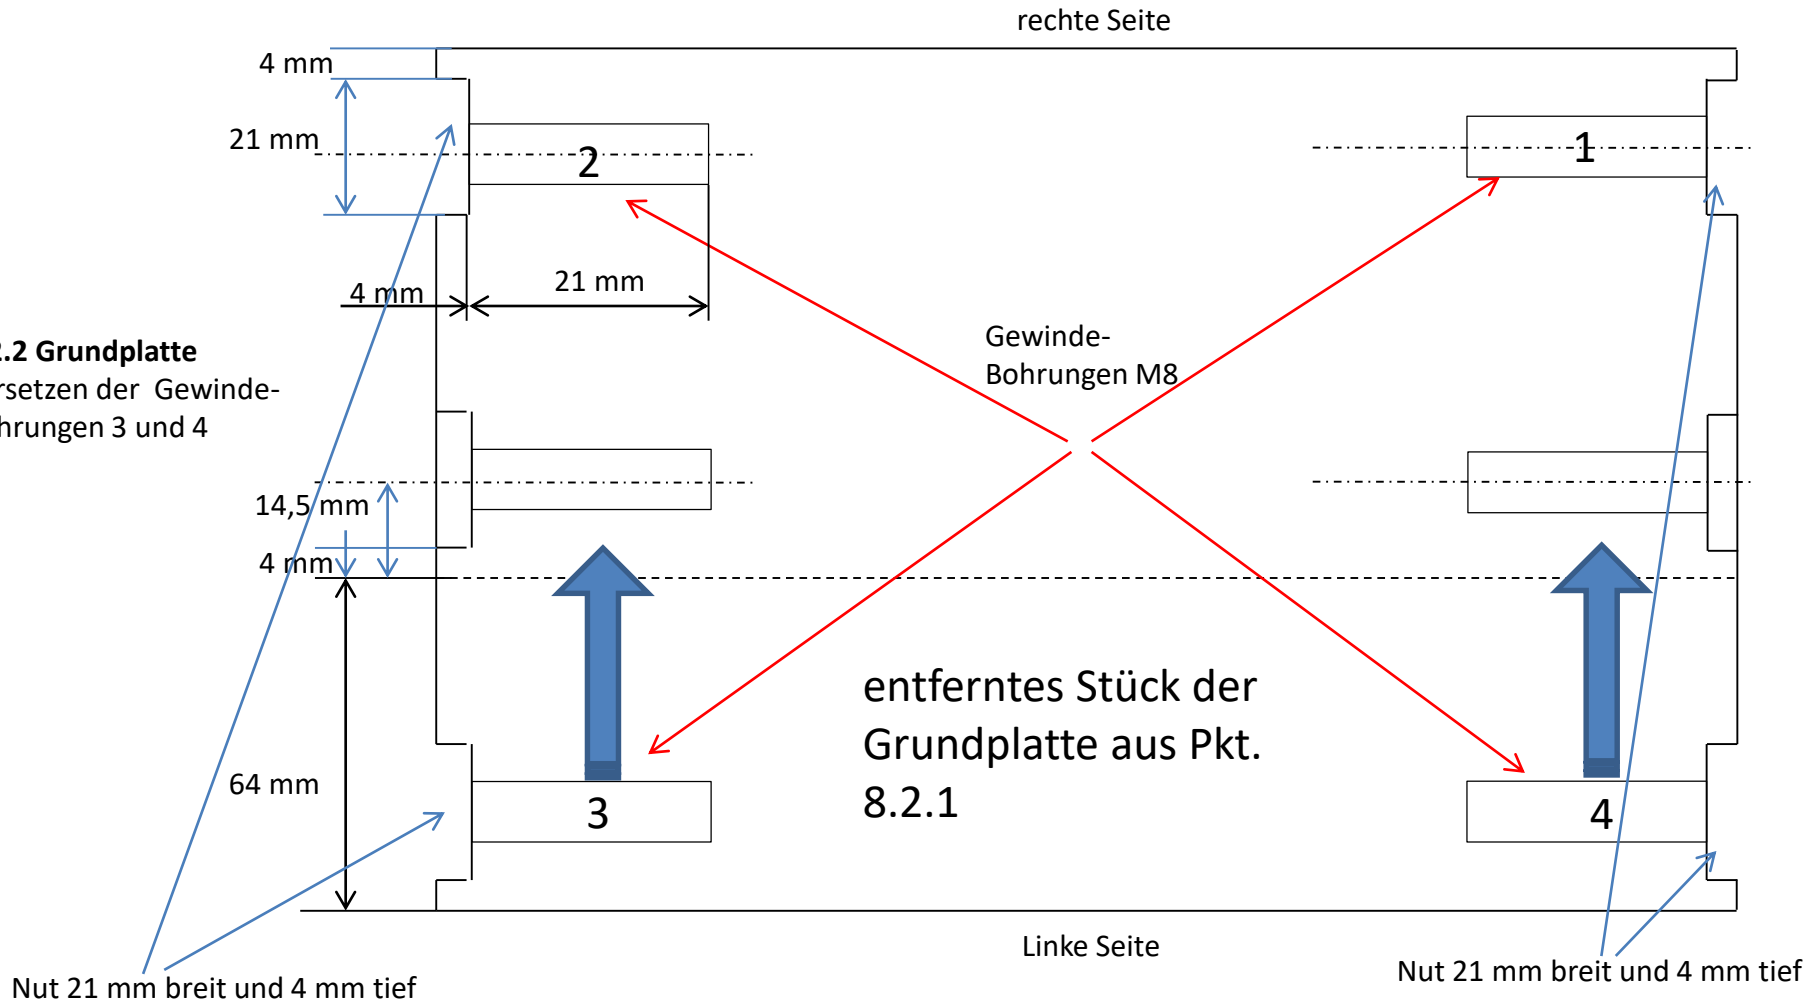 rechte Seite
4 mm
21 mm
2
1
4 mm
21 mm
Gewinde-
Bohrungen M8
.2 Grundplatte
rsetzen der Gewinde-
hrungen 3 und 4
14,5 mm
4 mm
entferntes Stück der
Grundplatte aus Pkt.
8.2.1
64 mm
3
4
Linke Seite
Nut 21 mm breit und 4 mm tief
Nut 21 mm breit und 4 mm tief